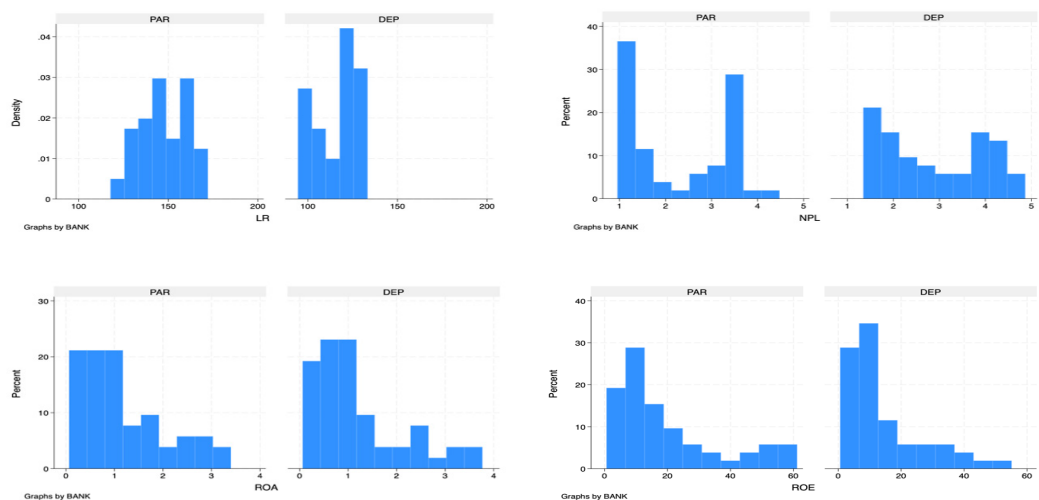 PAR DEP
Density
.04
.03
.02
.01
0
100 150 200 100 150 200
LR
Graphs by BANK
PAR DEP
Percent
40
30
20
10
0
1 2 3 4 5 1 2 3 4 5
NPL
Graphs by BANK
PAR DEP
Percent
30
20
10
0
0 1 2 3 4 0 1 2 3 4
ROA
Graphs by BANK
PAR DEP
Percent
40
30
20
10
0
0 20 40 60 0 20 40 60
ROE
Graphs by BANK